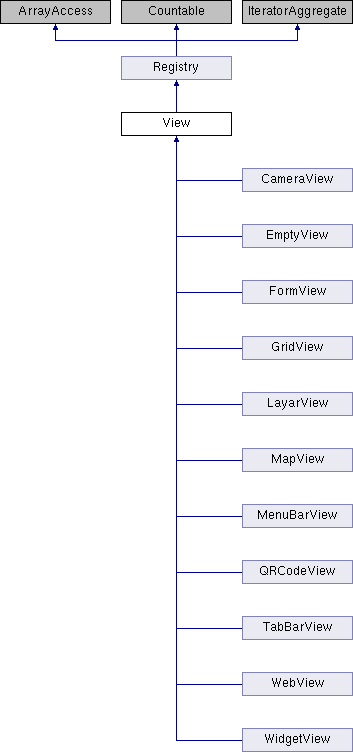 ArrayAccess Countable IteratorAggregate
Registry
View
CameraView
EmptyView
FormView
GridView
LayarView
MapView
MenuBarView
QRCodeView
TabBarView
WebView
WidgetView